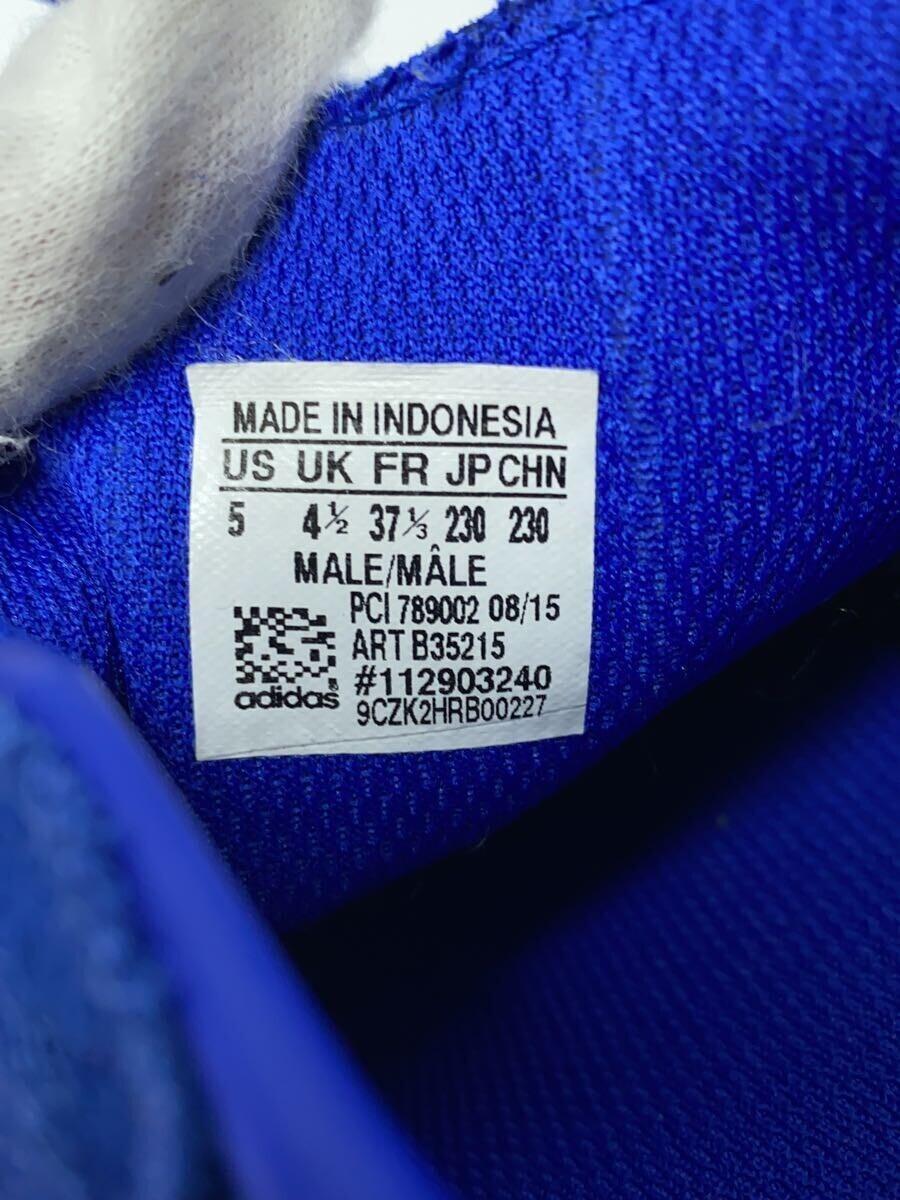 MADE IN INDONESIA
US UK FR JP CHN
5 4½ 37⅓ 230 230
MALE/MÂLE
PCI 789002 08/15
ART B35215
#112903240
adidas®
9CZK2HRB00227